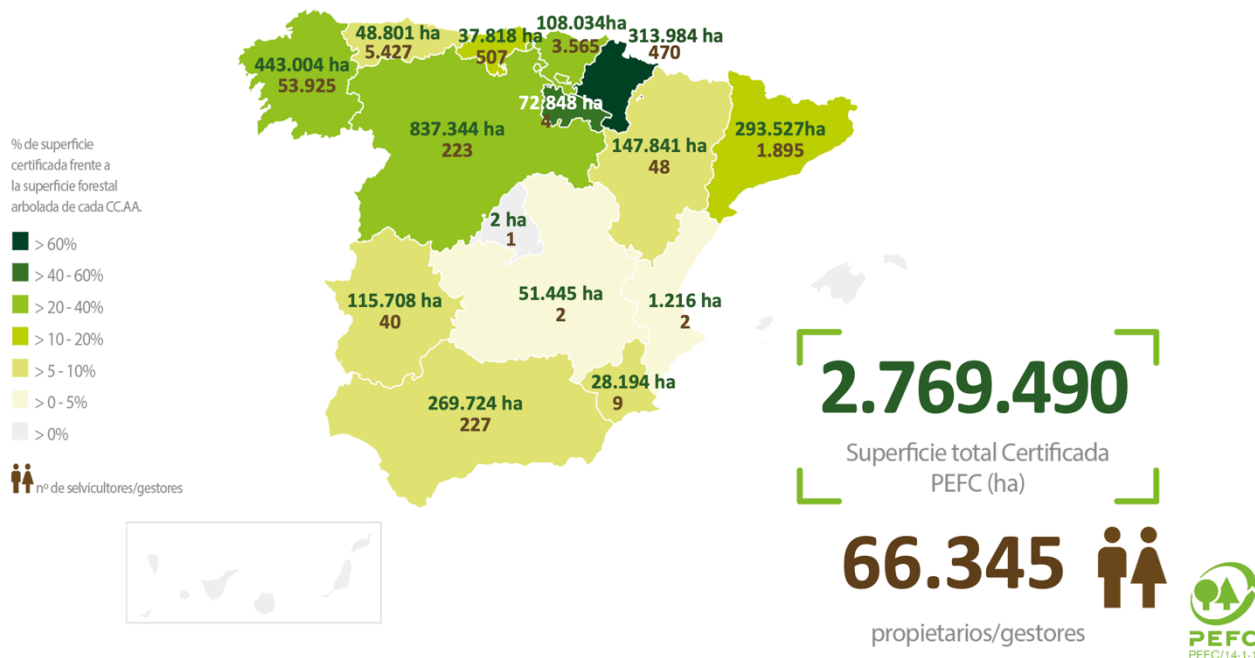 108.034ha
3.565
48.801 ha
5.427
37.818 ha
507
313.984 ha
470
443.004 ha
53.925
72.848 ha
4
837.344 ha
223
147.841 ha
48
293.527ha
1.895
% de superficie
certificada frente a
la superficie forestal
arbolada de cada CC.AA.
> 60%
> 40 - 60%
> 20 - 40%
> 10 - 20%
> 5 - 10%
> 0 - 5%
> 0%
nº de selvicultores/gestores
2 ha
1
115.708 ha
40
51.445 ha
2
1.216 ha
2
28.194 ha
9
269.724 ha
227
2.769.490
Superficie total Certificada
PEFC (ha)
66.345
propietarios/gestores
PEFC
PEFC/14-1-1